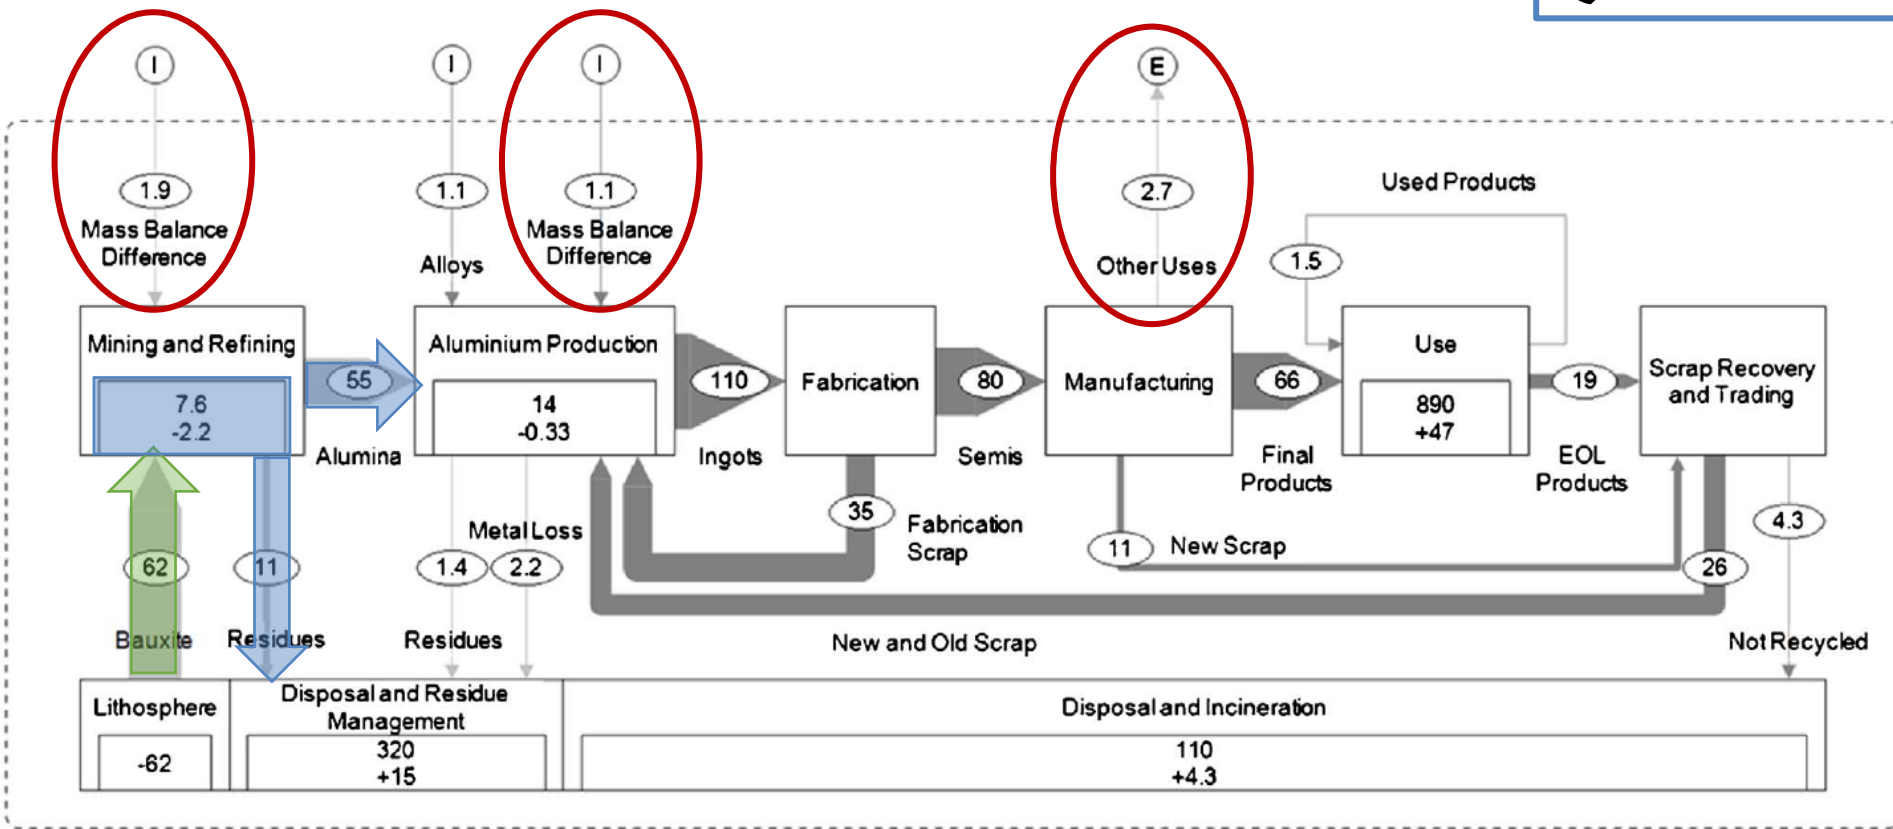 I
I
I
E
1.9
1.1
1.1
2.7
Used Products
Mass Balance
Difference
Alloys
Mass Balance
Difference
Other Uses
1.5
Mining and Refining
7.6
-2.2
55
Alumina
Aluminium Production
14
-0.33
110
Ingots
Fabrication
80
Semis
Manufacturing
66
Final
Products
Use
890
+47
19
EOL
Products
Scrap Recovery
and Trading
62
Bauxite
11
Residues
Metal Loss
1.4
2.2
Residues
35
Fabrication
Scrap
11
New Scrap
26
4.3
New and Old Scrap
Not Recycled
Lithosphere
-62
Disposal and Residue
Management
320
+15
Disposal and Incineration
110
+4.3